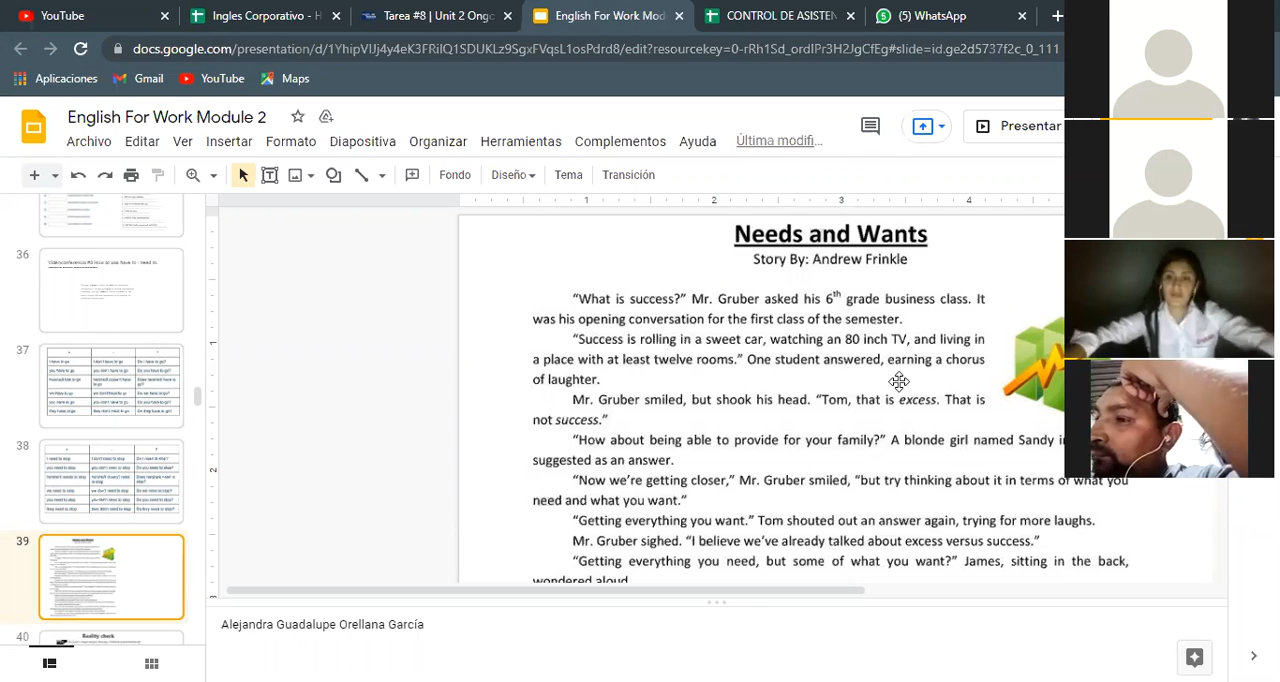 YouTube
Ingles Corporativo - H
Tarea #8 | Unit 2 Ongo
English For Work Mod
CONTROL DE ASISTEN
(5) WhatsApp
docs.google.com/presentation/d/1YhipVlJj4y4eK3FRiIQ1SDUKLz9SgxFVqsL1osPdrd8/edit?resourcekey=0-rRh1Sd_ordIPr3H2JgCfEg#slide=id.ge2d5737f2c_0_111
Aplicaciones
Gmail
YouTube
Maps
English For Work Module 2
Archivo Editar Ver Insertar Formato Diapositiva Organizar Herramientas Complementos Ayuda Última modifi...
Presentar
Fondo Diseño Tema Transición
1 2 3 4
36
37
38
39
40
Reality check
Needs and Wants
Story By: Andrew Frinkle
“What is success?” Mr. Gruber asked his 6th grade business class. It
was his opening conversation for the first class of the semester.
“Success is rolling in a sweet car, watching an 80 inch TV, and living in
a place with at least twelve rooms.” One student answered, earning a chorus
of laughter.
Mr. Gruber smiled, but shook his head. “Tom, that is excess. That is
not success.”
“How about being able to provide for your family?” A blonde girl named Sandy
suggested as an answer.
“Now we’re getting closer,” Mr. Gruber smiled, “but try thinking about it in terms of what you
need and what you want.”
“Getting everything you want.” Tom shouted out an answer again, trying for more laughs.
Mr. Gruber sighed. “I believe we’ve already talked about excess versus success.”
“Getting everything you need, but some of what you want?” James, sitting in the back,
wondered aloud.
Alejandra Guadalupe Orellana García